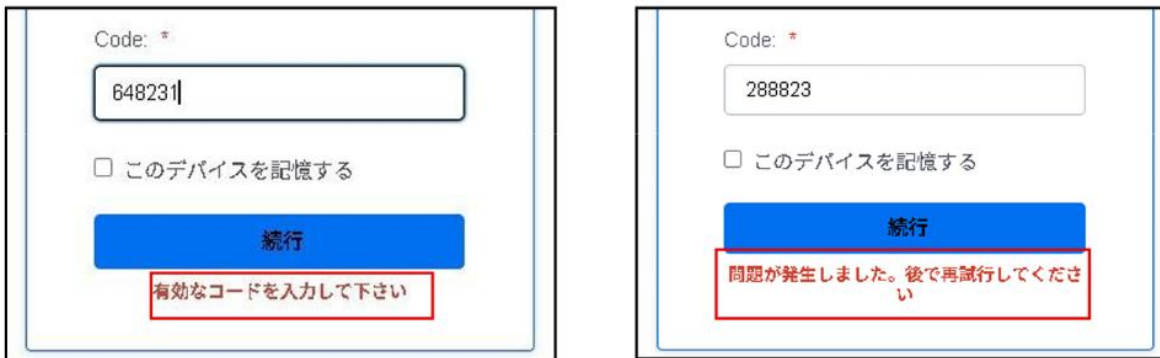 Code: *
648231
このデバイスを記憶する
続行
有効なコードを入力して下さい
Code: *
288823
このデバイスを記憶する
続行
問題が発生しました。後で再試行してくださ
い